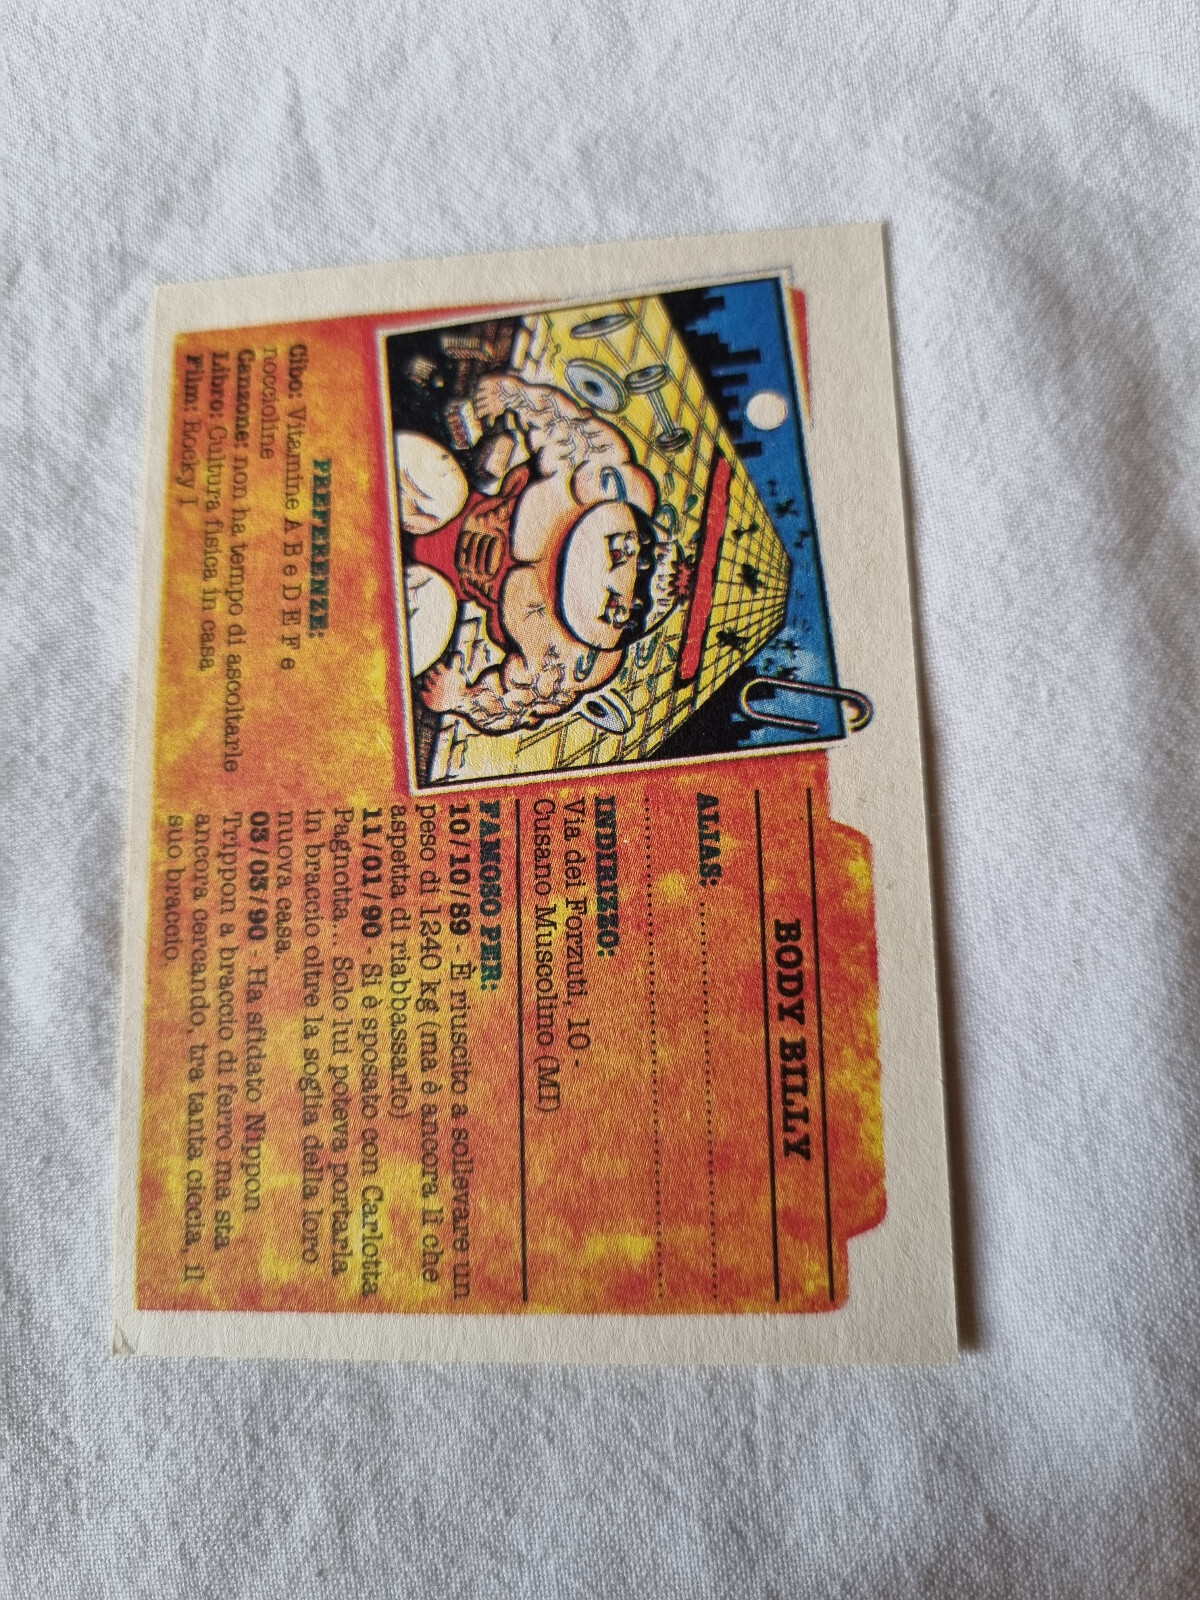 BODY BILLY
ALIAS: ........................
........................
INDIRIZZO:
Via dei Forzuti, 10 -
Cusano Muscolino (MI)
FAMOSO PER:
10/10/89 - È riuscito a sollevare un
peso di 1240 kg (ma è ancora lì che
aspetta di riabbassarlo)
11/01/90 - Si è sposato con Carlotta
Pagnotta... Solo lui poteva portarla
in braccio oltre la soglia della loro
nuova casa.
03/03/90 - Ha sfidato Nippon
Trippon a braccio di ferro ma sta
ancora cercando, tra tanta ciccia, il
suo braccio.
PREFERENZE:
Cibo: Vitamine A B e D E F e
noccioline
Canzone: non ha tempo di ascoltarle
Libro: Cultura fisica in casa
Film: Rocky I